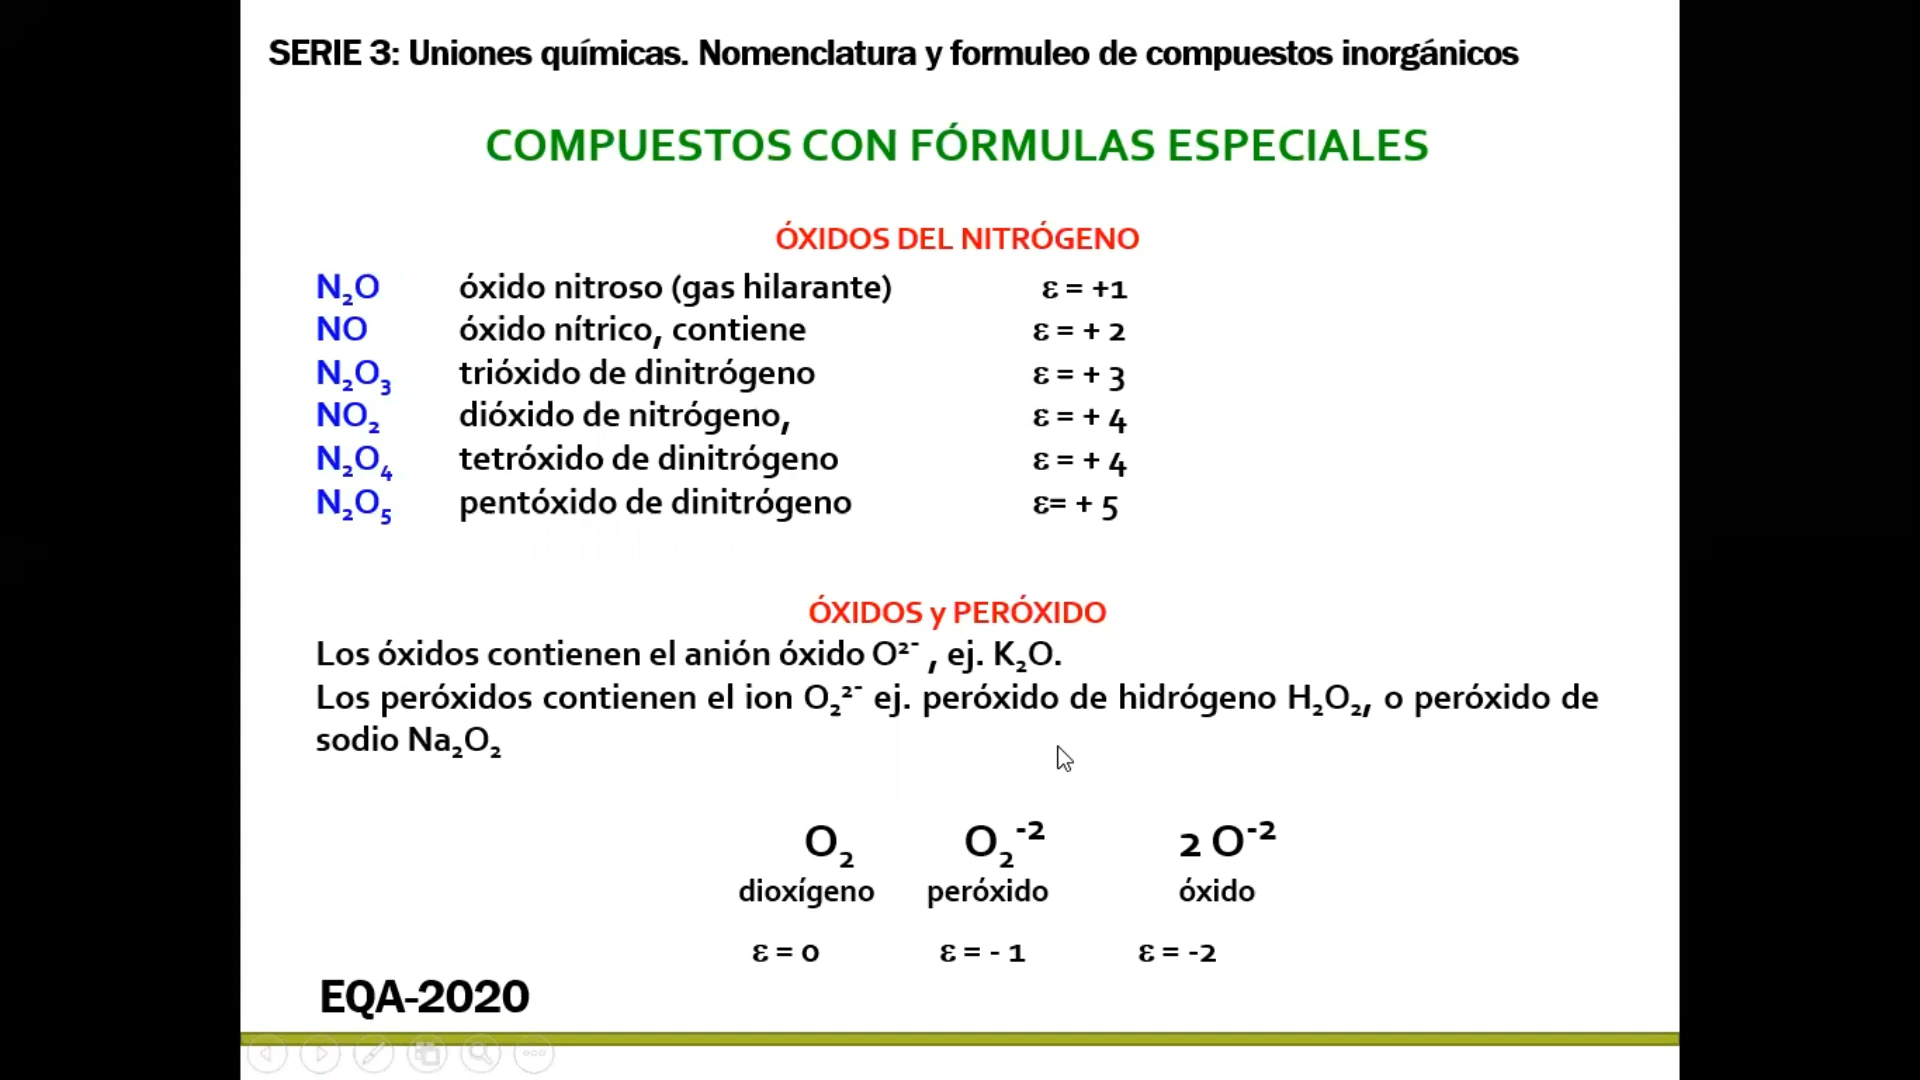 SERIE 3: Uniones químicas. Nomenclatura y formuleo de compuestos inorgánicos
COMPUESTOS CON FÓRMULAS ESPECIALES
ÓXIDOS DEL NITRÓGENO
N₂O óxido nitroso (gas hilarante) ε = +1
NO óxido nítrico, contiene ε = + 2
N₂O₃ trióxido de dinitrógeno ε = + 3
NO₂ dióxido de nitrógeno, ε = + 4
N₂O₄ tetróxido de dinitrógeno ε = + 4
N₂O₅ pentóxido de dinitrógeno ε= + 5
ÓXIDOS y PERÓXIDO
Los óxidos contienen el anión óxido O²⁻ , ej. K₂O.
Los peróxidos contienen el ion O₂²⁻ ej. peróxido de hidrógeno H₂O₂, o peróxido de
sodio Na₂O₂
O₂ O₂⁻² 2 O⁻²
dioxígeno peróxido óxido
ε = 0 ε = - 1 ε = -2
EQA-2020